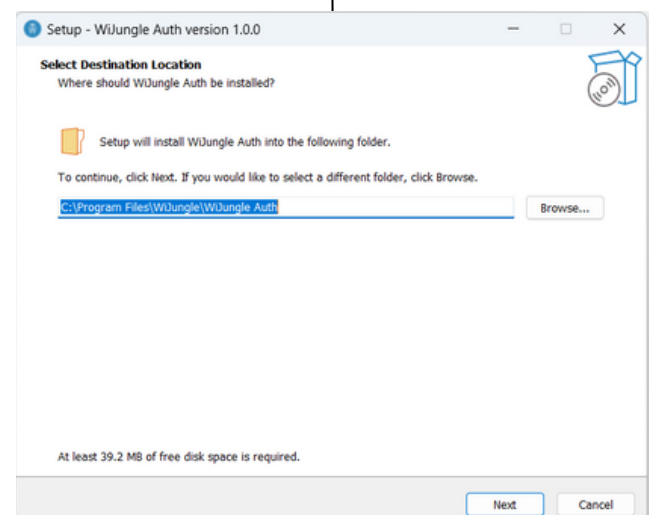 Setup - WiJungle Auth version 1.0.0
Select Destination Location
Where should WiJungle Auth be installed?
Setup will install WiJungle Auth into the following folder.
To continue, click Next. If you would like to select a different folder, click Browse.
C:\Program Files\WiJungle\WiJungle Auth
Browse...
At least 39.2 MB of free disk space is required.
Next
Cancel